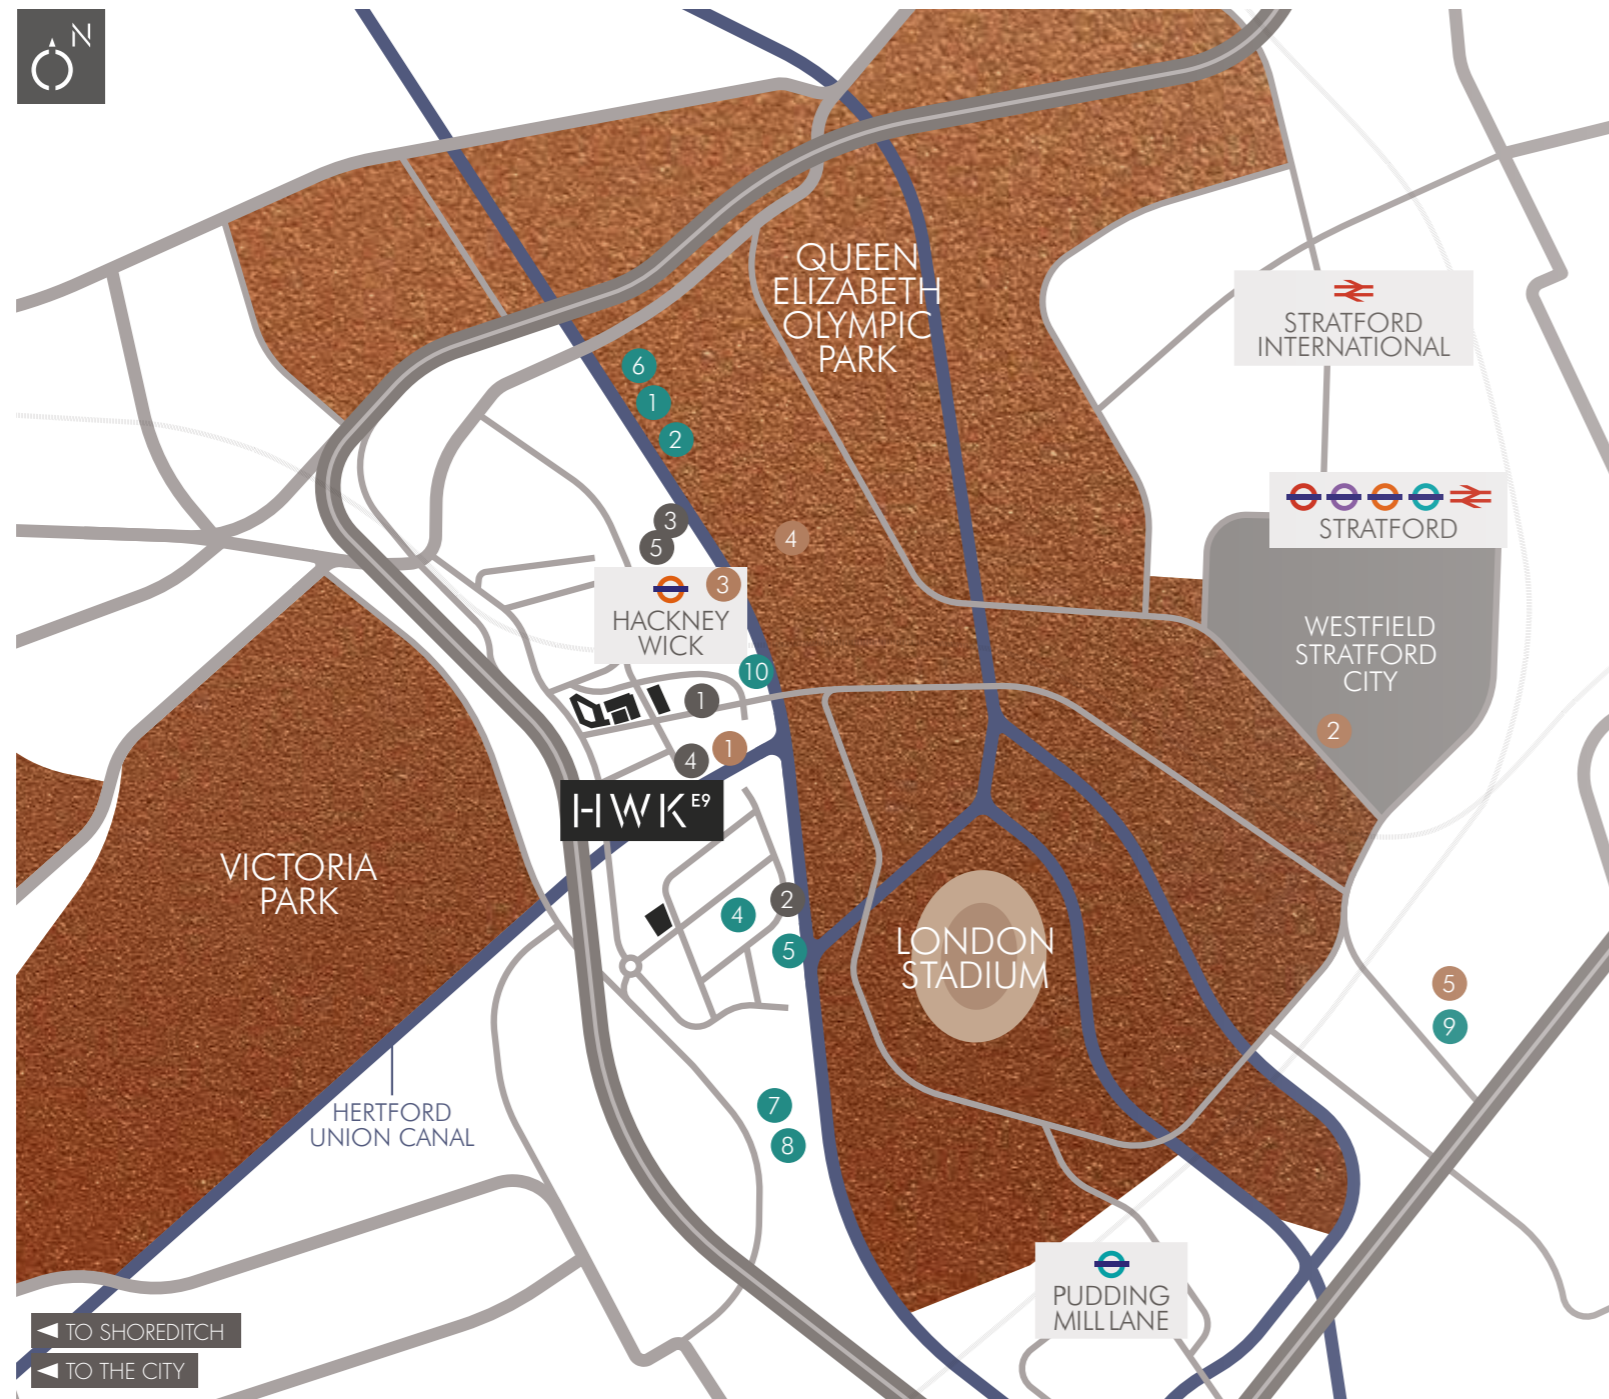 N
QUEEN
ELIZABETH
OLYMPIC
PARK
STRATFORD
INTERNATIONAL
6
1
2
STRATFORD
3
5
4
3
HACKNEY
WICK
WESTFIELD
STRATFORD
CITY
10
1
2
4
1
HWK E9
VICTORIA
PARK
2
4
5
LONDON
STADIUM
5
9
HERTFORD
UNION CANAL
7
8
PUDDING
MILL LANE
TO SHOREDITCH
TO THE CITY